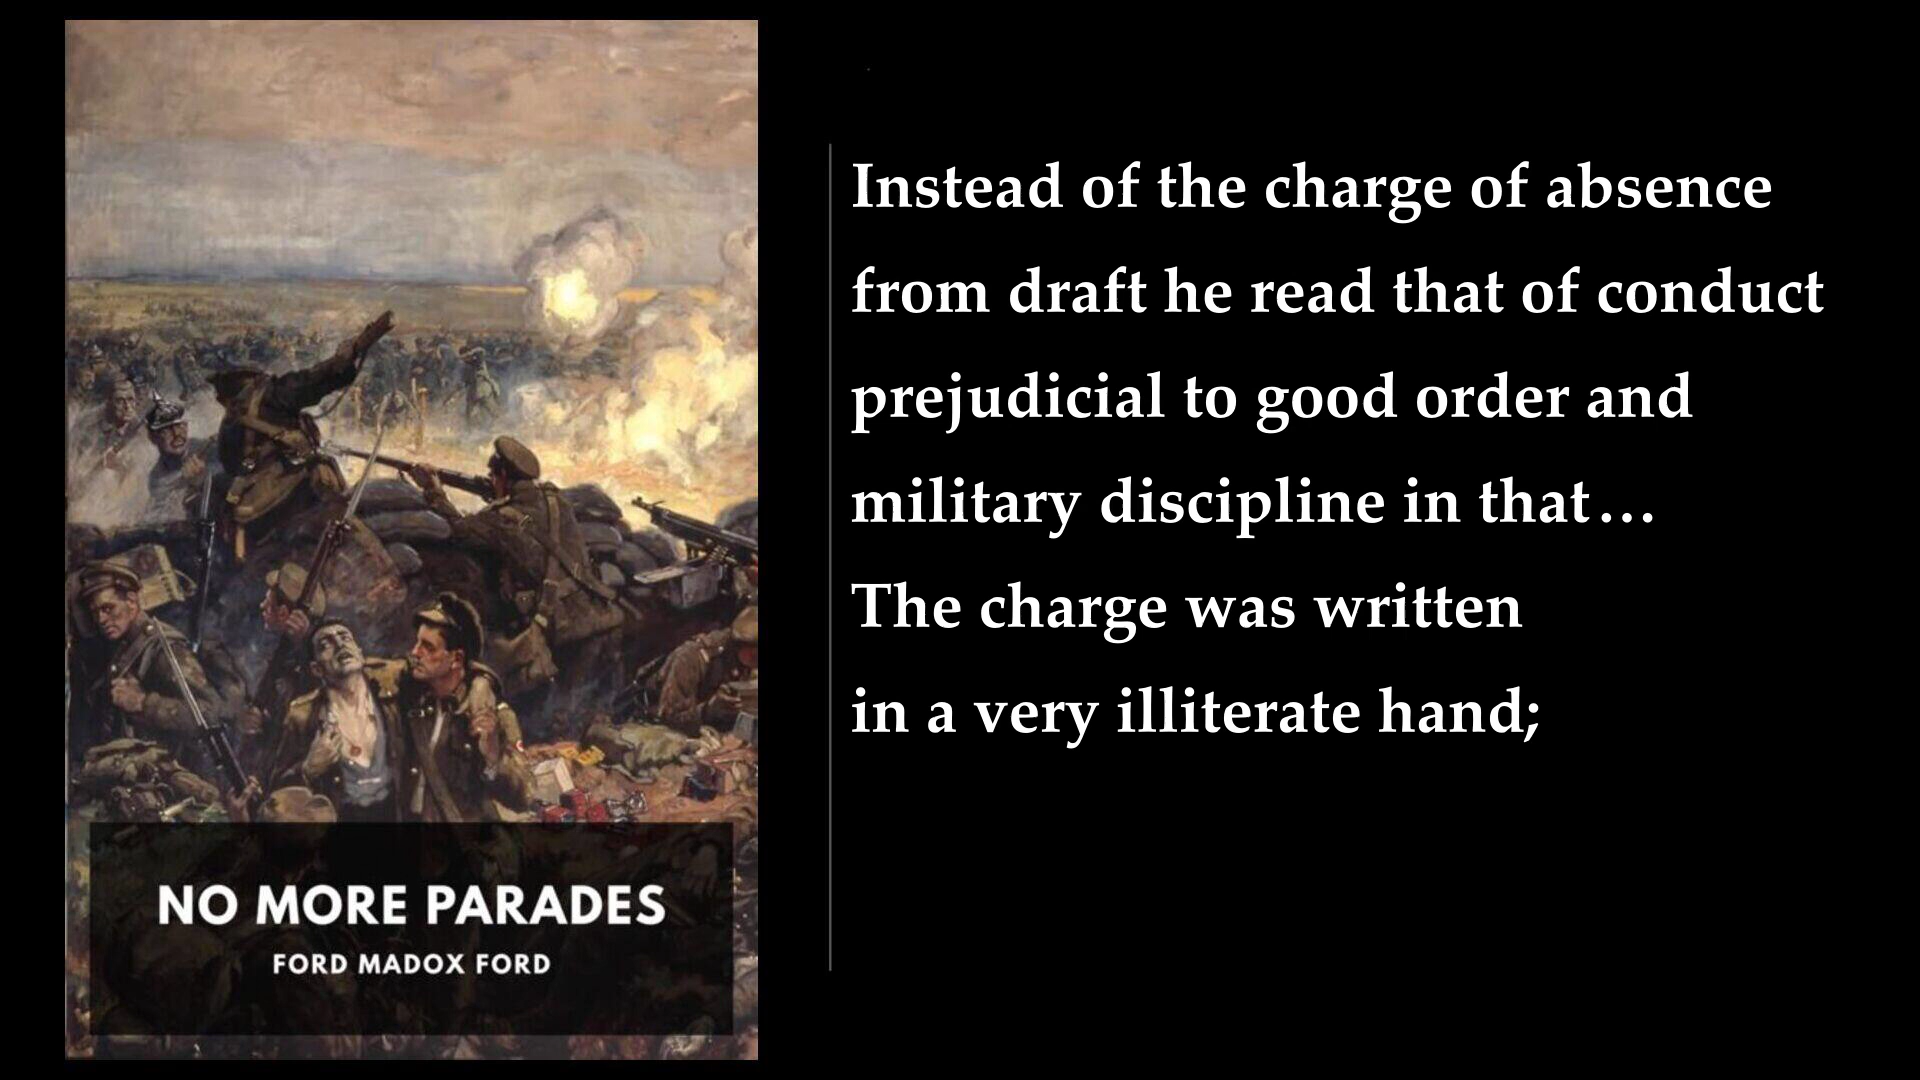 NO MORE PARADES
FORD MADOX FORD
Instead of the charge of absence
from draft he read that of conduct
prejudicial to good order and
military discipline in that…
The charge was written
in a very illiterate hand;